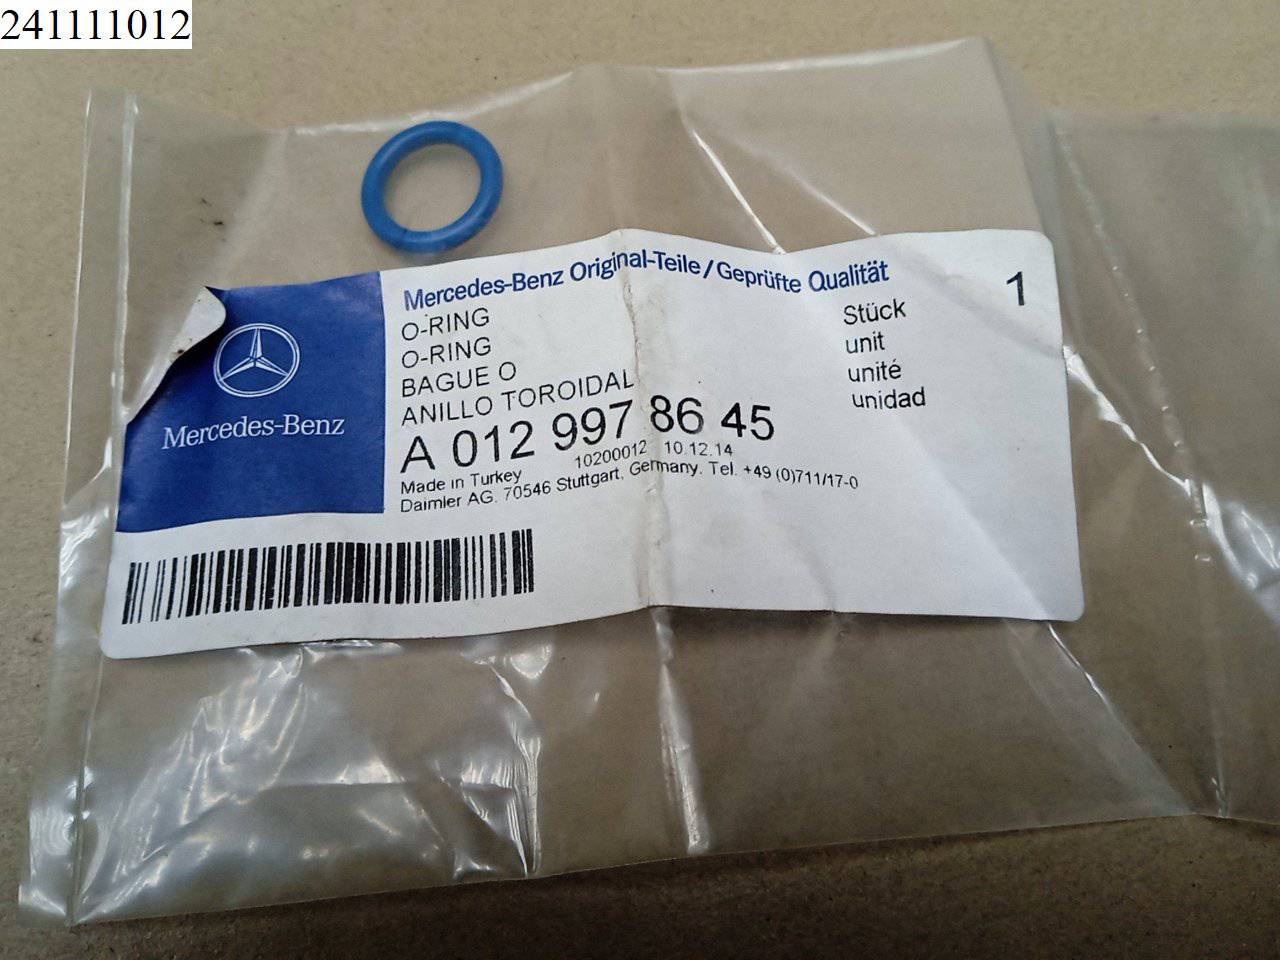 241111012
Mercedes-Benz Original-Teile/Geprüfte Qualität
O-RING
O-RING
BAGUE O
ANILLO TOROIDAL
Stück 1
unit
unité
unidad
A 012 997 86 45
Made in Turkey 10200012 10.12.14
Daimler AG, 70546 Stuttgart, Germany, Tel. +49 (0)711/17-0
Mercedes-Benz